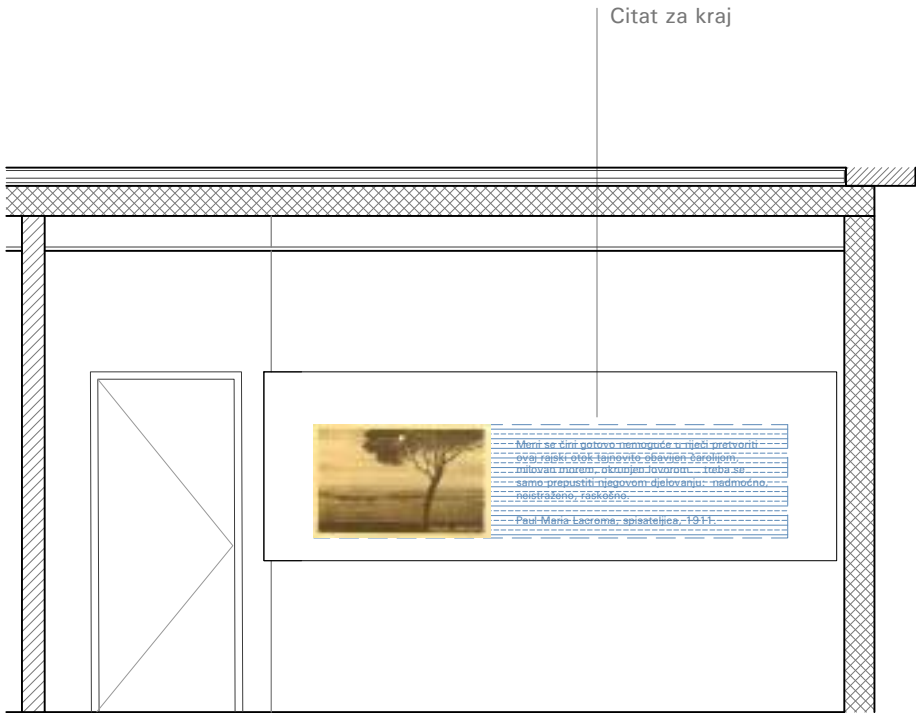 Citat za kraj
Meni se čini gotovo nemoguće u riječi pretvoriti
ovaj rajski otok tajnovito obavijen čarolijom,
milovan morem, okrunjen lovorom... treba se
samo prepustiti njegovom djelovanju: nadmoćno,
neistraženo, raskošno.
Paul Maria Lacroma, spisateljica, 1911.